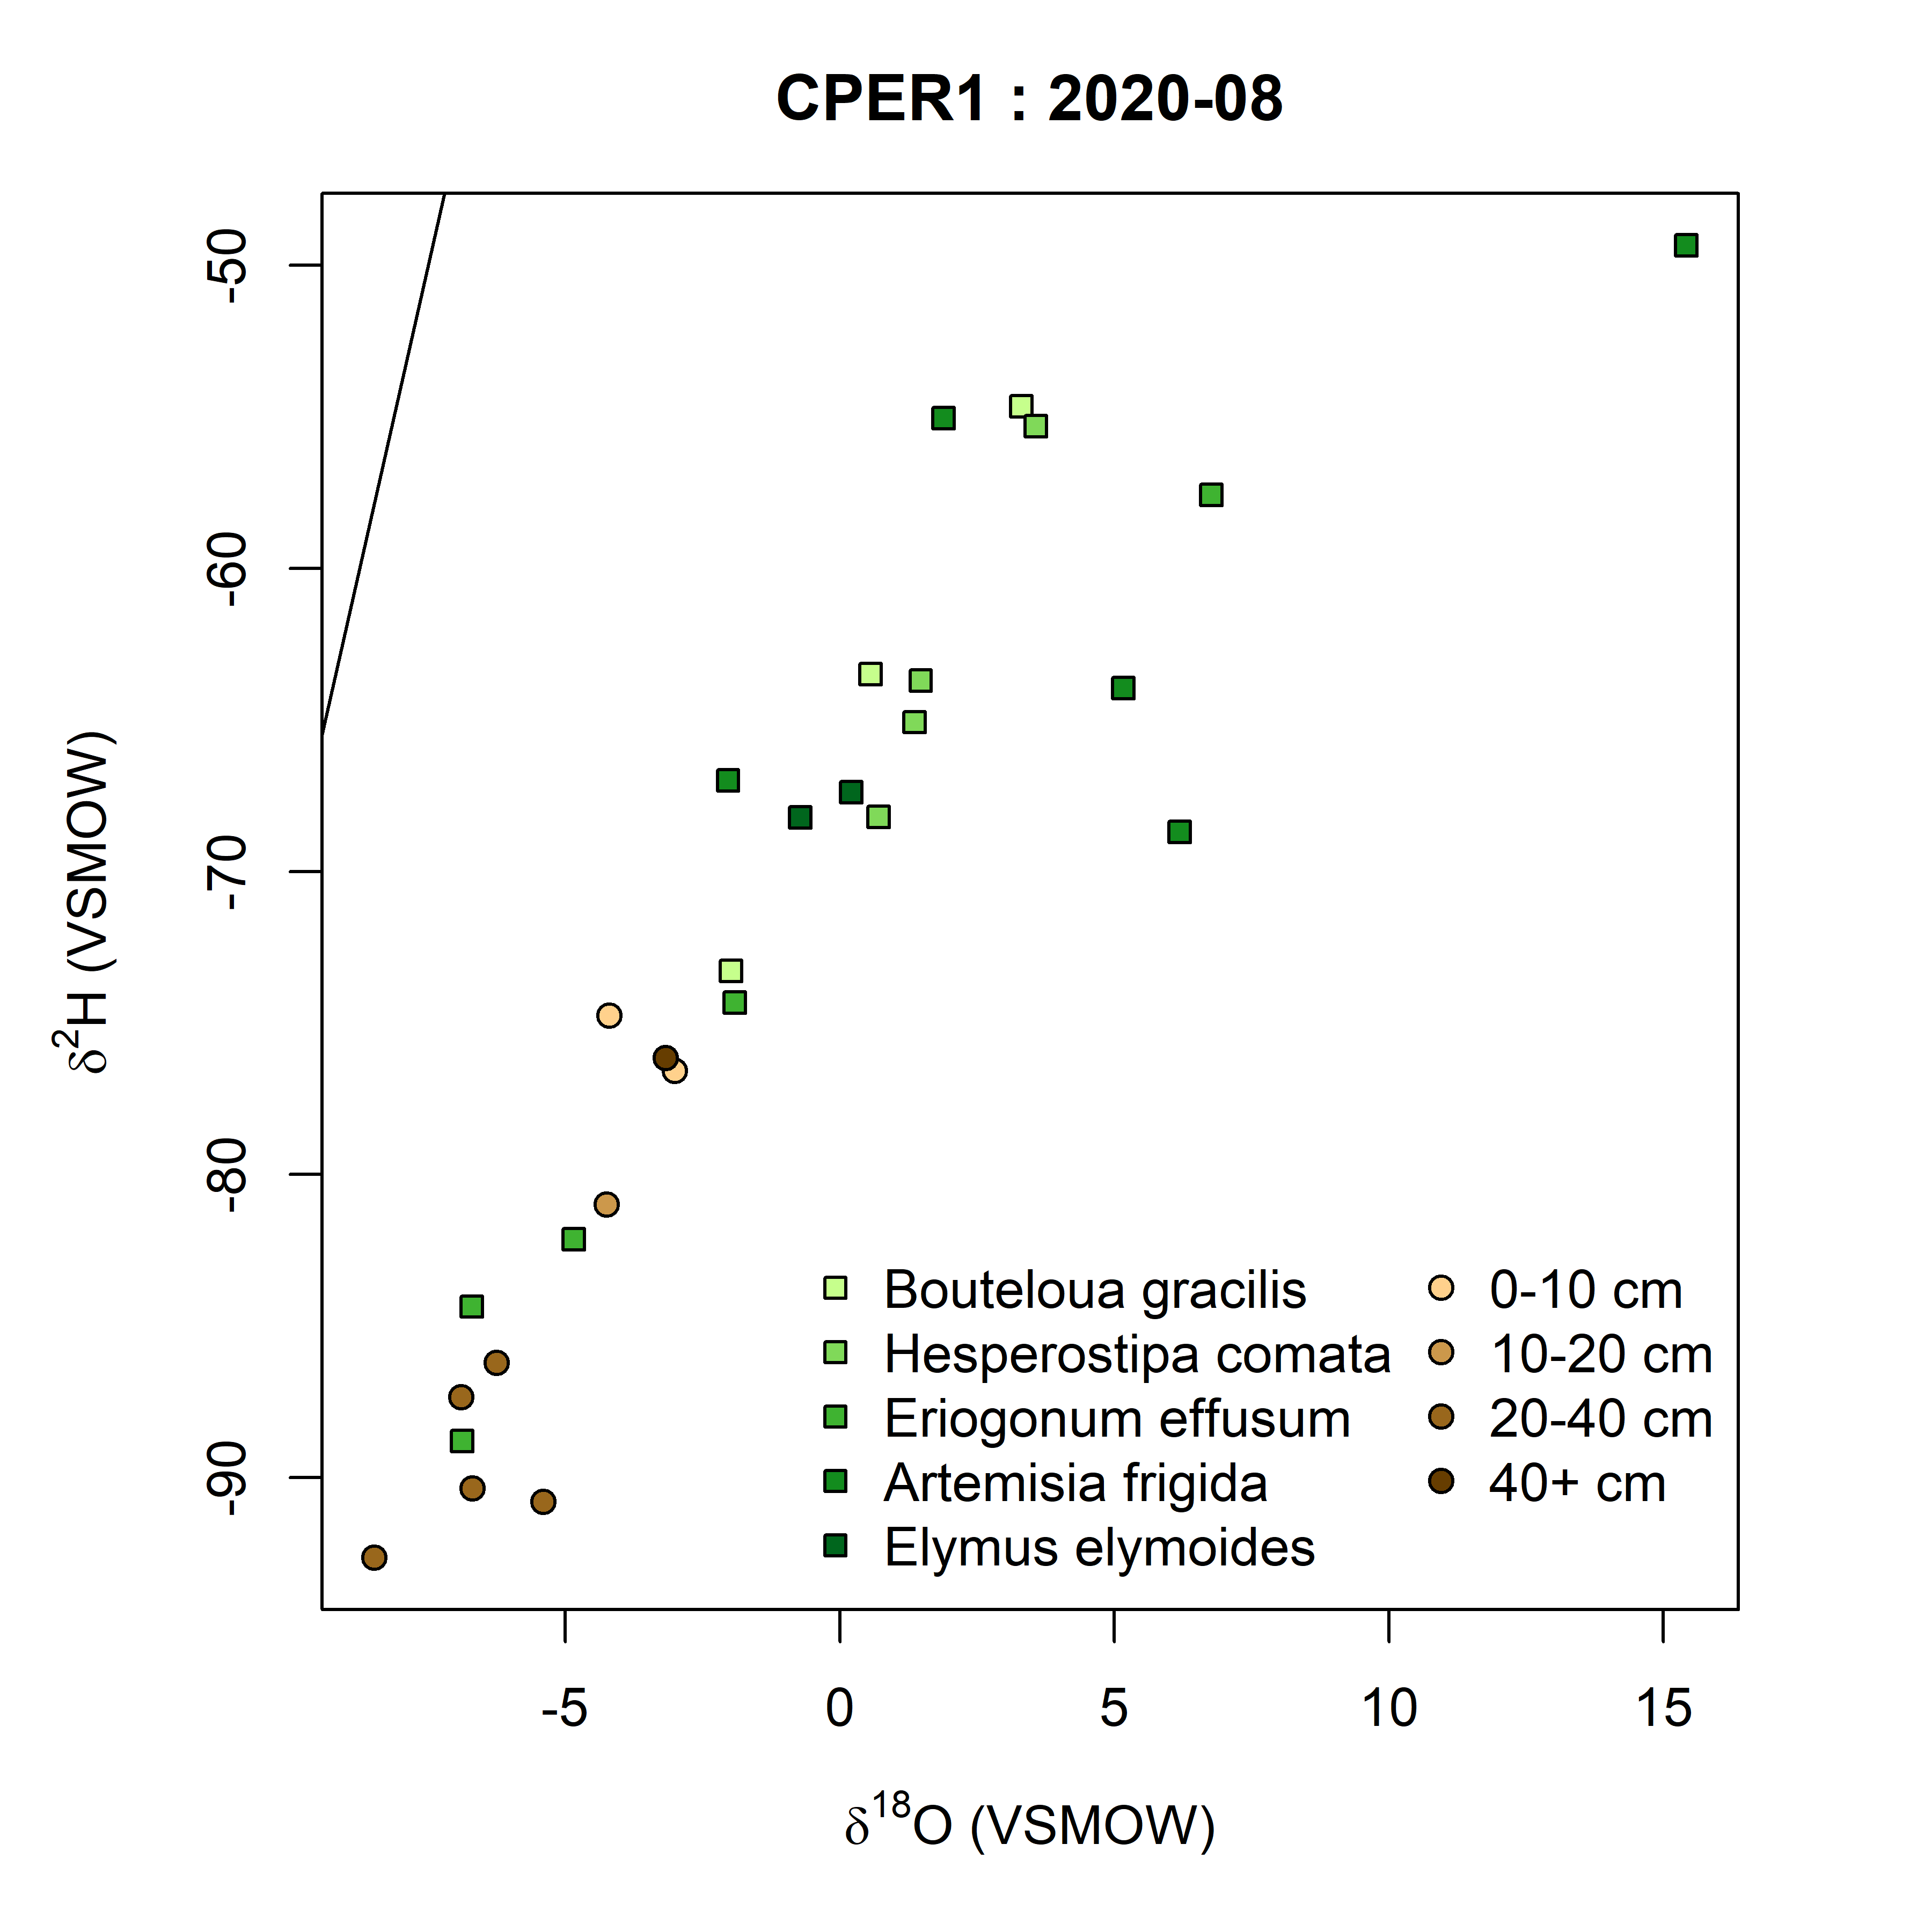 CPER1 : 2020-08
-50
-60
-70
-80
-90
δ²H (VSMOW)
Bouteloua gracilis
Hesperostipa comata
Eriogonum effusum
Artemisia frigida
Elymus elymoides
0-10 cm
10-20 cm
20-40 cm
40+ cm
-5 0 5 10 15
δ¹⁸O (VSMOW)